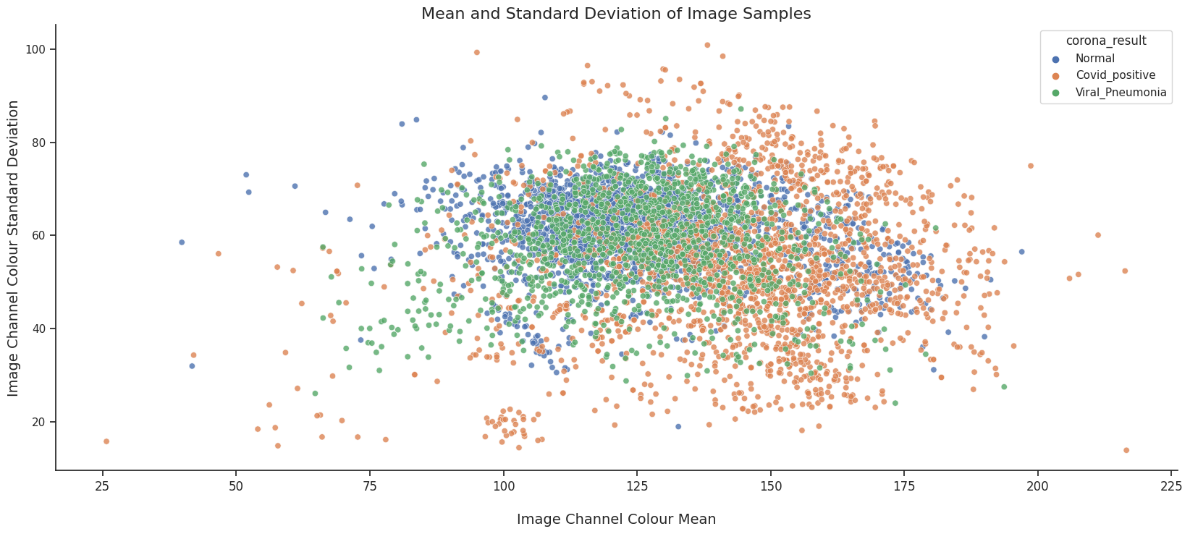 Mean and Standard Deviation of Image Samples
corona_result
Normal
Covid_positive
Viral_Pneumonia
Image Channel Colour Standard Deviation
100
80
60
40
20
25 50 75 100 125 150 175 200 225
Image Channel Colour Mean